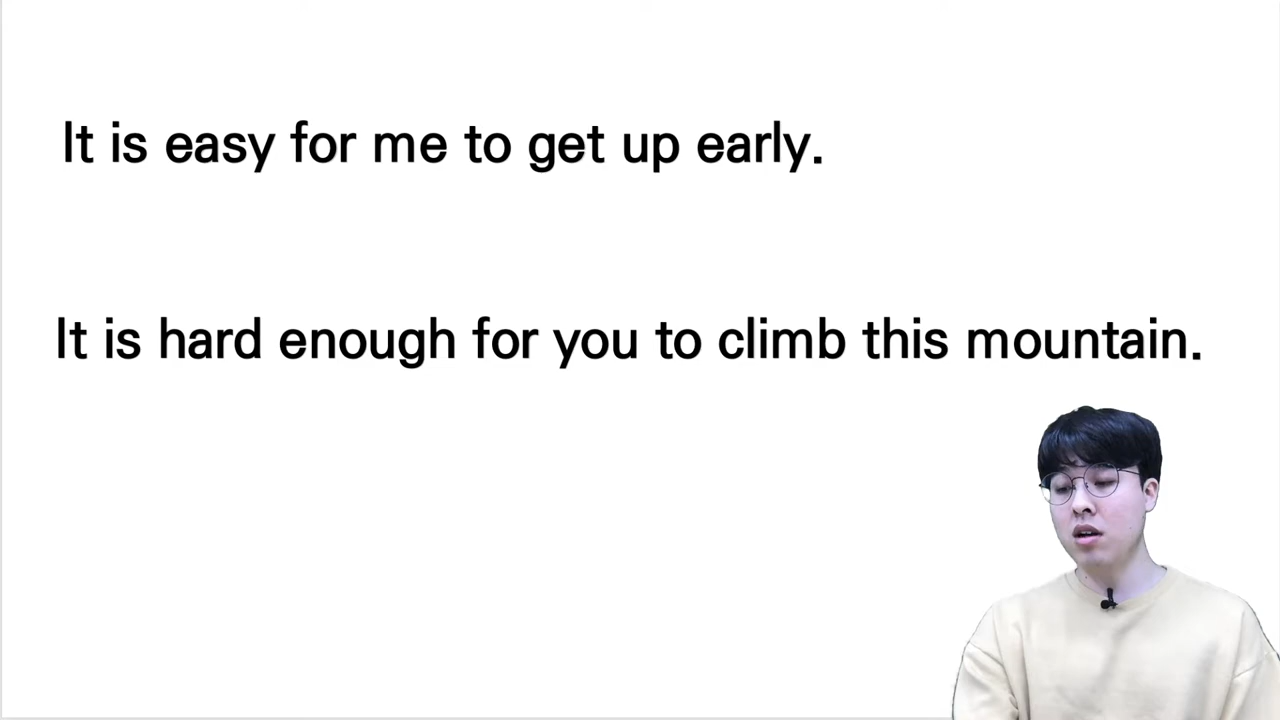 It is easy for me to get up early.
It is hard enough for you to climb this mountain.